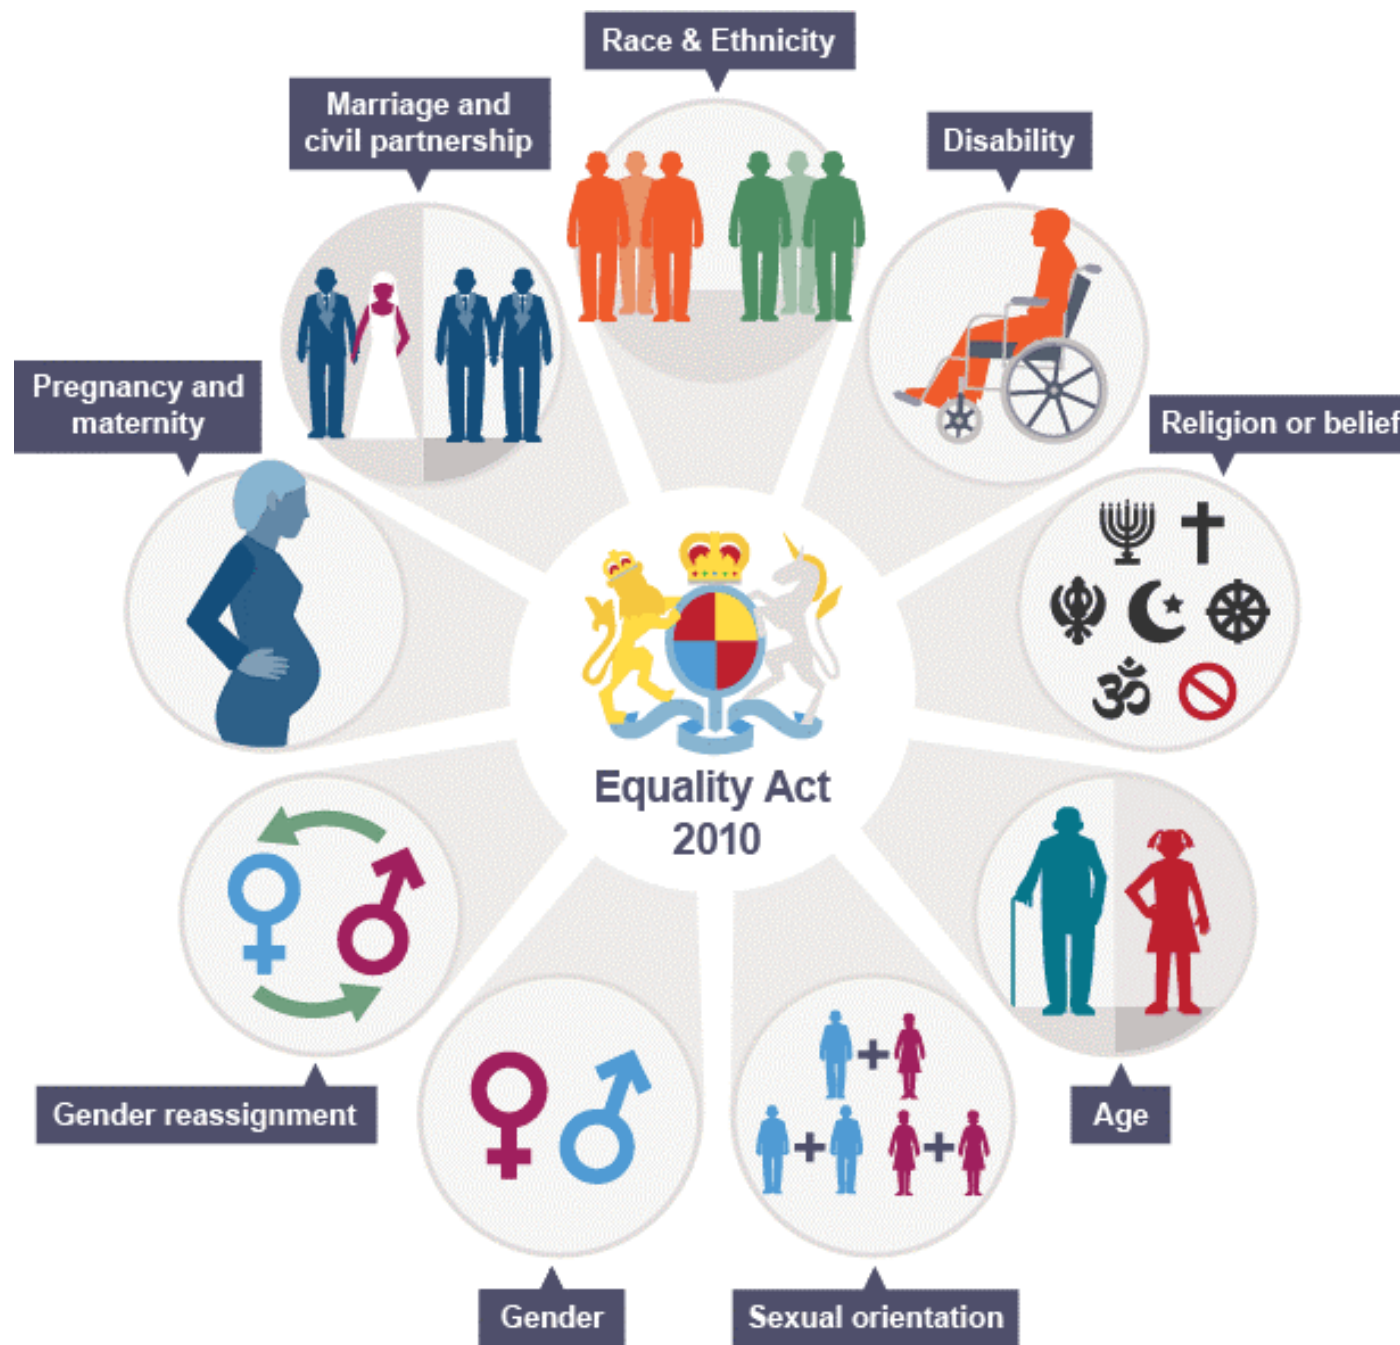 Race & Ethnicity
Marriage and
civil partnership
Disability
Pregnancy and
maternity
Religion or belief
Equality Act
2010
Gender reassignment
Age
Gender
Sexual orientation